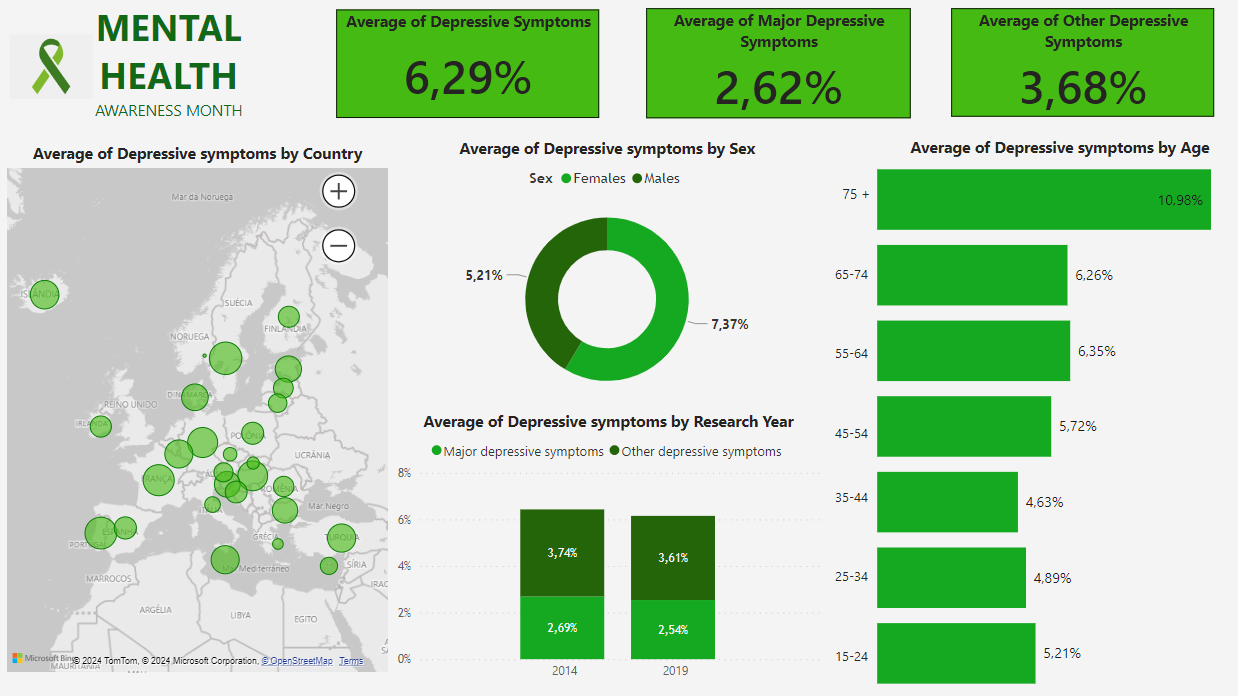 MENTAL
HEALTH
AWARENESS MONTH
Average of Depressive Symptoms
6,29%
Average of Major Depressive
Symptoms
2,62%
Average of Other Depressive
Symptoms
3,68%
Average of Depressive symptoms by Country
+
−
Mar da Noruega
ISLÂNDIA
SUÉCIA
FINLÂNDIA
NORUEGA
DINAMARCA
REINO UNIDO
IRLANDA
POLÔNIA
UCRÂNIA
FRANÇA
ROMÊNIA
Mar Negro
ESPANHA
PORTUGAL
GRÉCIA
TURQUIA
Mar Mediterráneo
SÍRIA
MARROCOS
IRAQ
ARGÉLIA
LIBYA
EGITO
MAURITÂNIA
Microsoft Bing
© 2024 TomTom, © 2024 Microsoft Corporation, © OpenStreetMap Terms
Average of Depressive symptoms by Sex
Sex Females Males
5,21%
7,37%
Average of Depressive symptoms by Research Year
Major depressive symptoms Other depressive symptoms
8%
6%
4%
2%
0%
3,74%
3,61%
2,69%
2,54%
2014
2019
Average of Depressive symptoms by Age
75 +
10,98%
65-74
6,26%
55-64
6,35%
45-54
5,72%
35-44
4,63%
25-34
4,89%
15-24
5,21%